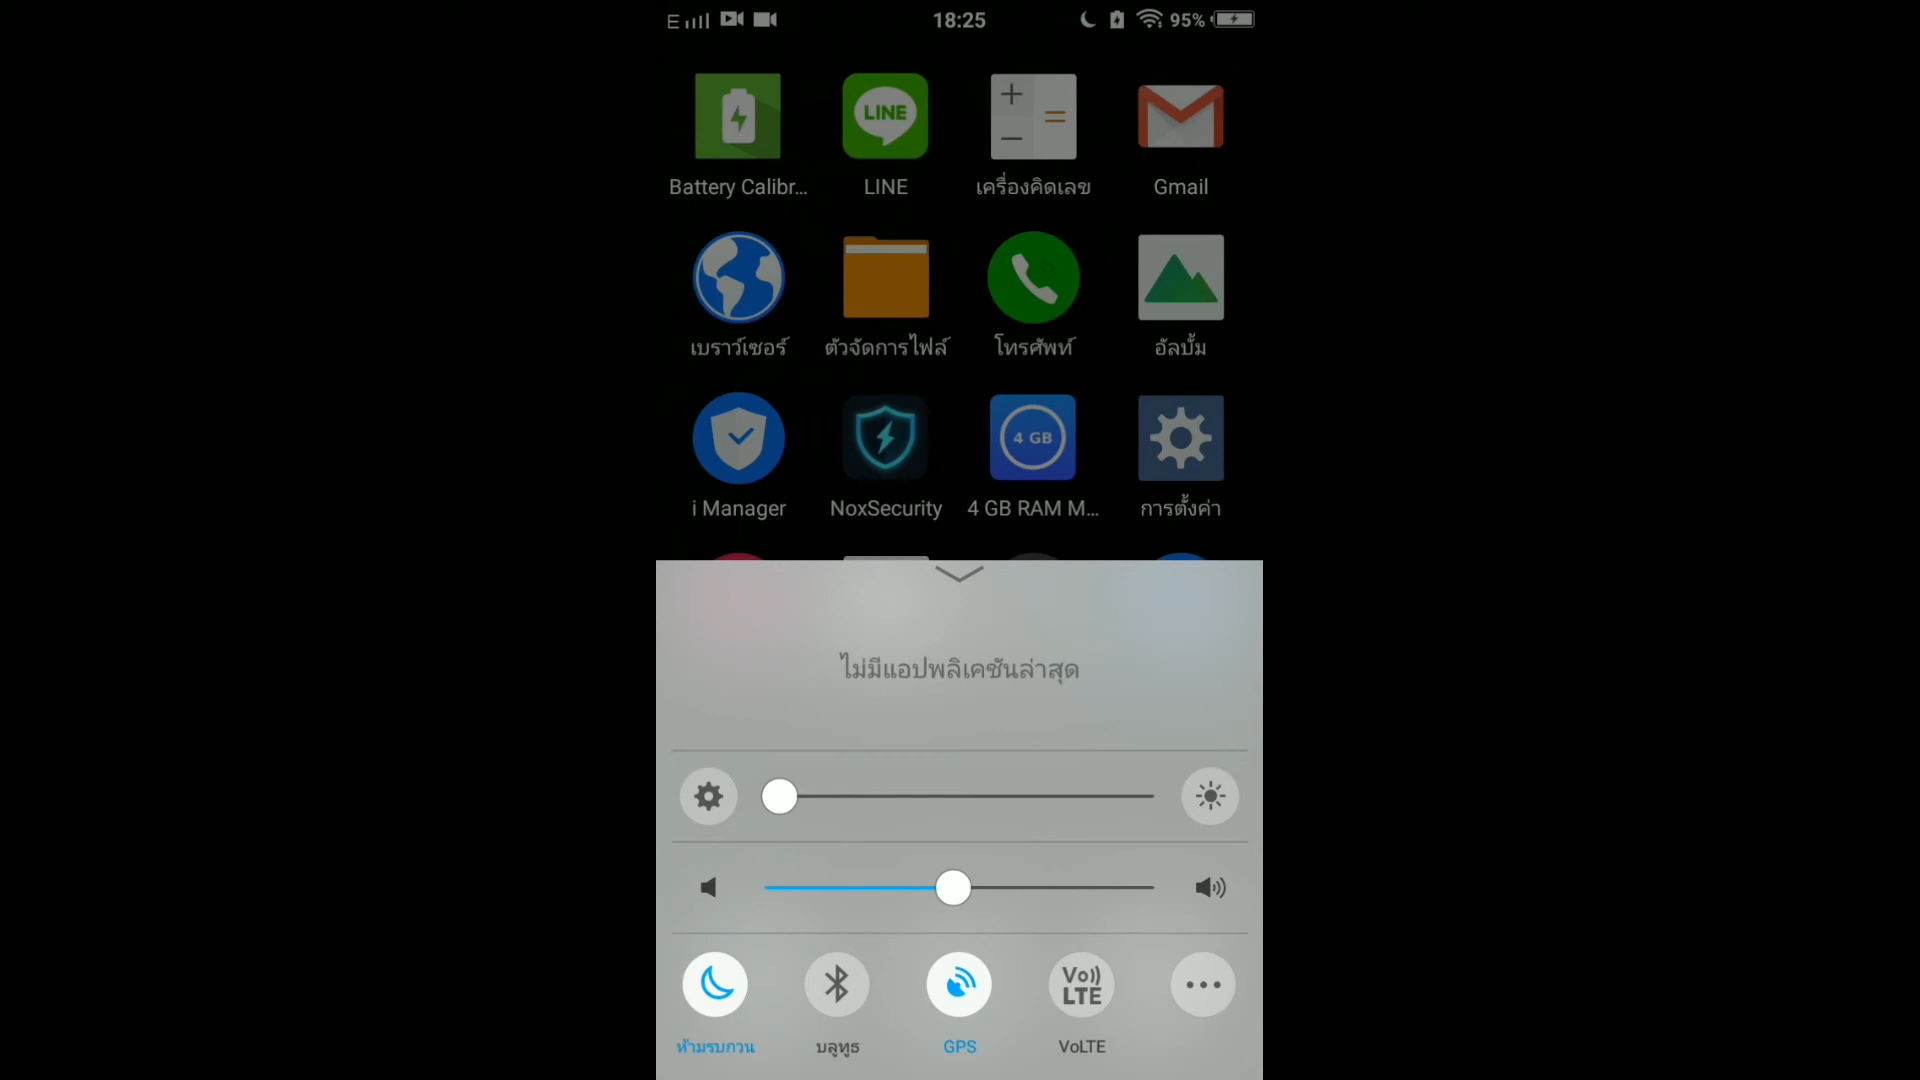 E 18:25 95%
LINE
Battery Calibr... LINE เครื่องคิดเลข Gmail
เบราว์เซอร์ ตัวจัดการไฟล์ โทรศัพท์ อัลบั้ม
4 GB
i Manager NoxSecurity 4 GB RAM M... การตั้งค่า
ไม่มีแอปพลิเคชันล่าสุด
Vo)) LTE
ห้ามรบกวน บลูทูธ GPS VoLTE